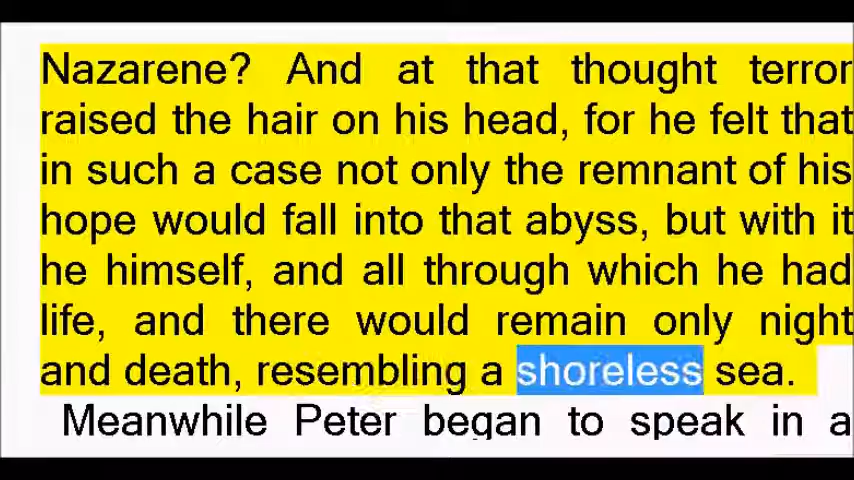 Nazarene? And at that thought terror
raised the hair on his head, for he felt that
in such a case not only the remnant of his
hope would fall into that abyss, but with it
he himself, and all through which he had
life, and there would remain only night
and death, resembling a shoreless sea.
Meanwhile Peter began to speak in a